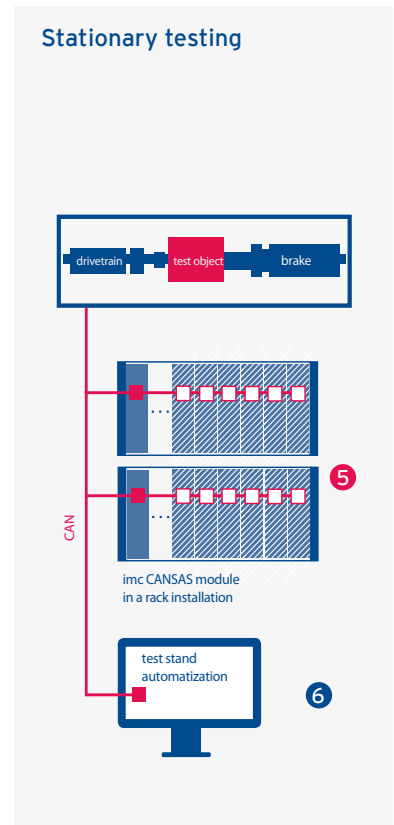 Stationary testing
drivetrain
test object
brake
...
5
...
CAN
imc CANSAS module
in a rack installation
test stand
automatization
6